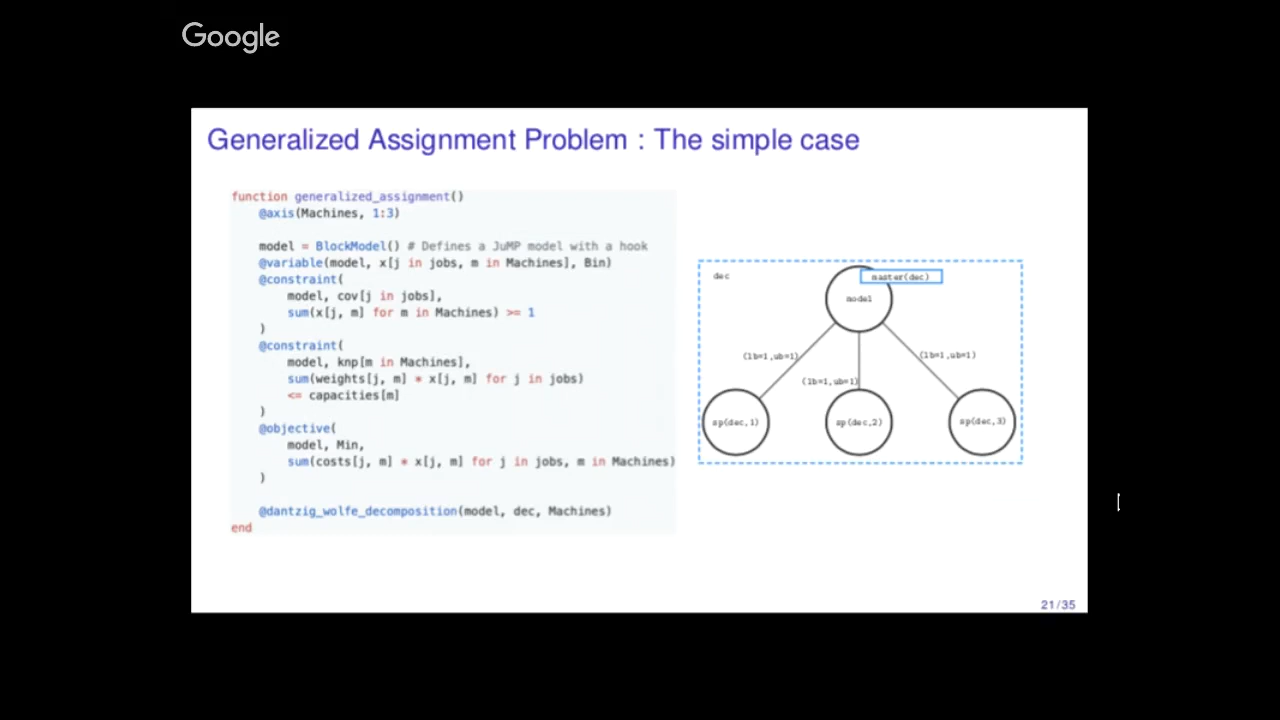 Google
Generalized Assignment Problem : The simple case
function generalized_assignment()
@axis(Machines, 1:3)
model = BlockModel() # Defines a JuMP model with a hook
@variable(model, x[j in jobs, m in Machines], Bin)
@constraint(
model, cov[j in jobs],
sum(x[j, m] for m in Machines) >= 1
)
@constraint(
model, knp[m in Machines],
sum(weights[j, m] * x[j, m] for j in jobs)
<= capacities[m]
)
@objective(
model, Min,
sum(costs[j, m] * x[j, m] for j in jobs, m in Machines)
)
@dantzig_wolfe_decomposition(model, dec, Machines)
end
dec
master(dec)
model
(lb=1,ub=1)
(lb=1,ub=1)
(lb=1,ub=1)
sp(dec,1)
sp(dec,2)
sp(dec,3)
21/35